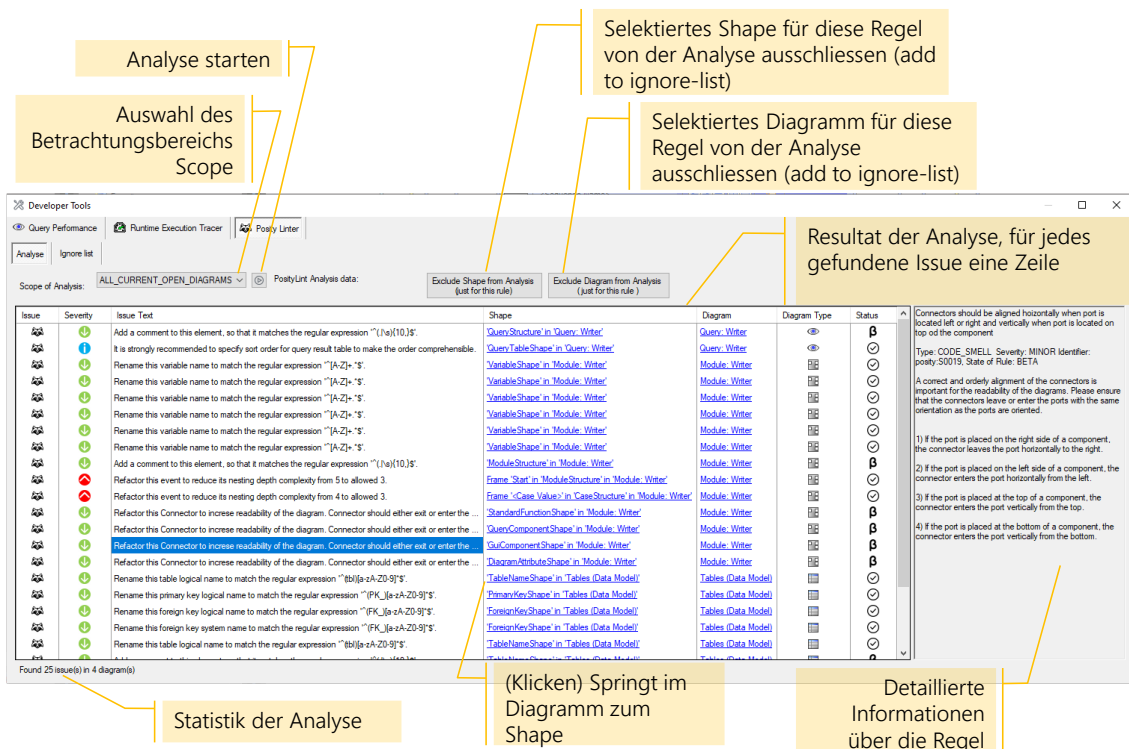 Selektiertes Shape für diese Regel
von der Analyse ausschliessen (add
to ignore-list)
Analyse starten
Auswahl des
Betrachtungsbereichs
Scope
Selektiertes Diagramm für diese
Regel von der Analyse
ausschliessen (add to ignore-list)
Resultat der Analyse, für jedes
gefundene Issue eine Zeile
Developer Tools
Query Performance Runtime Execution Tracer Posity Linter
Analyse Ignore list
Scope of Analysis: ALL_CURRENT_OPEN_DIAGRAMS PostyLint Analysis data:
Exclude Shape from Analysis
(just for this rule)
Exclude Diagram from Analysis
(just for this rule )
Issue Severity Issue Text Shape Diagram Diagram Type Status
Add a comment to this element, so that it matches the regular expression "^(.|\s){10,}$". 'QueryStructure' in 'Query: Writer' Query: Writer β
It is strongly recommended to specify sort order for query result table to make the order comprehensible. 'QueryTableShape' in 'Query: Writer' Query: Writer
Rename this variable name to match the regular expression "^[A-Z]+.*$". 'VariableShape' in 'Module: Writer' Module: Writer
Rename this variable name to match the regular expression "^[A-Z]+.*$". 'VariableShape' in 'Module: Writer' Module: Writer
Rename this variable name to match the regular expression "^[A-Z]+.*$". 'VariableShape' in 'Module: Writer' Module: Writer
Rename this variable name to match the regular expression "^[A-Z]+.*$". 'VariableShape' in 'Module: Writer' Module: Writer
Rename this variable name to match the regular expression "^[A-Z]+.*$". 'VariableShape' in 'Module: Writer' Module: Writer
Add a comment to this element, so that it matches the regular expression "^(.|\s){10,}$". 'ModuleStructure' in 'Module: Writer' Module: Writer β
Refactor this event to reduce its nesting depth complexity from 5 to allowed 3. Frame 'Start' in 'ModuleStructure' in 'Module: Writer' Module: Writer
Refactor this event to reduce its nesting depth complexity from 4 to allowed 3. Frame '<Case Value>' in 'CaseStructure' in 'Module: Writer' Module: Writer
Refactor this Connector to increse readability of the diagram. Connector should either exit or enter the ... 'StandardFunctionShape' in 'Module: Writer' Module: Writer β
Refactor this Connector to increse readability of the diagram. Connector should either exit or enter the ... 'QueryComponentShape' in 'Module: Writer' Module: Writer β
Refactor this Connector to increse readability of the diagram. Connector should either exit or enter the ... 'GuiComponentShape' in 'Module: Writer' Module: Writer β
Refactor this Connector to increse readability of the diagram. Connector should either exit or enter the ... 'DiagramAttributeShape' in 'Module: Writer' Module: Writer β
Rename this table logical name to match the regular expression "^(tbl)[a-zA-Z0-9]*$". 'TableNameShape' in 'Tables (Data Model)' Tables (Data Model)
Rename this primary key logical name to match the regular expression "^(PK_)[a-zA-Z0-9]*$". 'PrimaryKeyShape' in 'Tables (Data Model)' Tables (Data Model)
Rename this foreign key logical name to match the regular expression "^(FK_)[a-zA-Z0-9]*$". 'ForeignKeyShape' in 'Tables (Data Model)' Tables (Data Model)
Rename this foreign key system name to match the regular expression "^(FK_)[a-zA-Z0-9]*$". 'ForeignKeyShape' in 'Tables (Data Model)' Tables (Data Model)
Rename this table logical name to match the regular expression "^(tbl)[a-zA-Z0-9]*$". 'TableNameShape' in 'Tables (Data Model)' Tables (Data Model)
Connectors should be aligned hoizontally when port is
located left or right and vertically when port is located on
top od the component
Type: CODE_SMELL Severity: MINOR Identifier:
posity:S0019, State of Rule: BETA
A correct and orderly alignment of the connectors is
important for the readability of the diagrams. Please ensure
that the connectors leave or enter the ports with the same
orientation as the ports are oriented.
1) If the port is placed on the right side of a component,
the connector leaves the port horizontally to the right.
2) If the port is placed on the left side of a component, the
connector enters the port horizontally from the left.
3) If the port is placed at the top of a component, the
connector enters the port vertically from the top.
4) If the port is placed at the bottom of a component, the
connector enters the port vertically from the bottom.
Found 25 issue(s) in 4 diagram(s)
Statistik der Analyse
(Klicken) Springt im
Diagramm zum
Shape
Detaillierte
Informationen
über die Regel